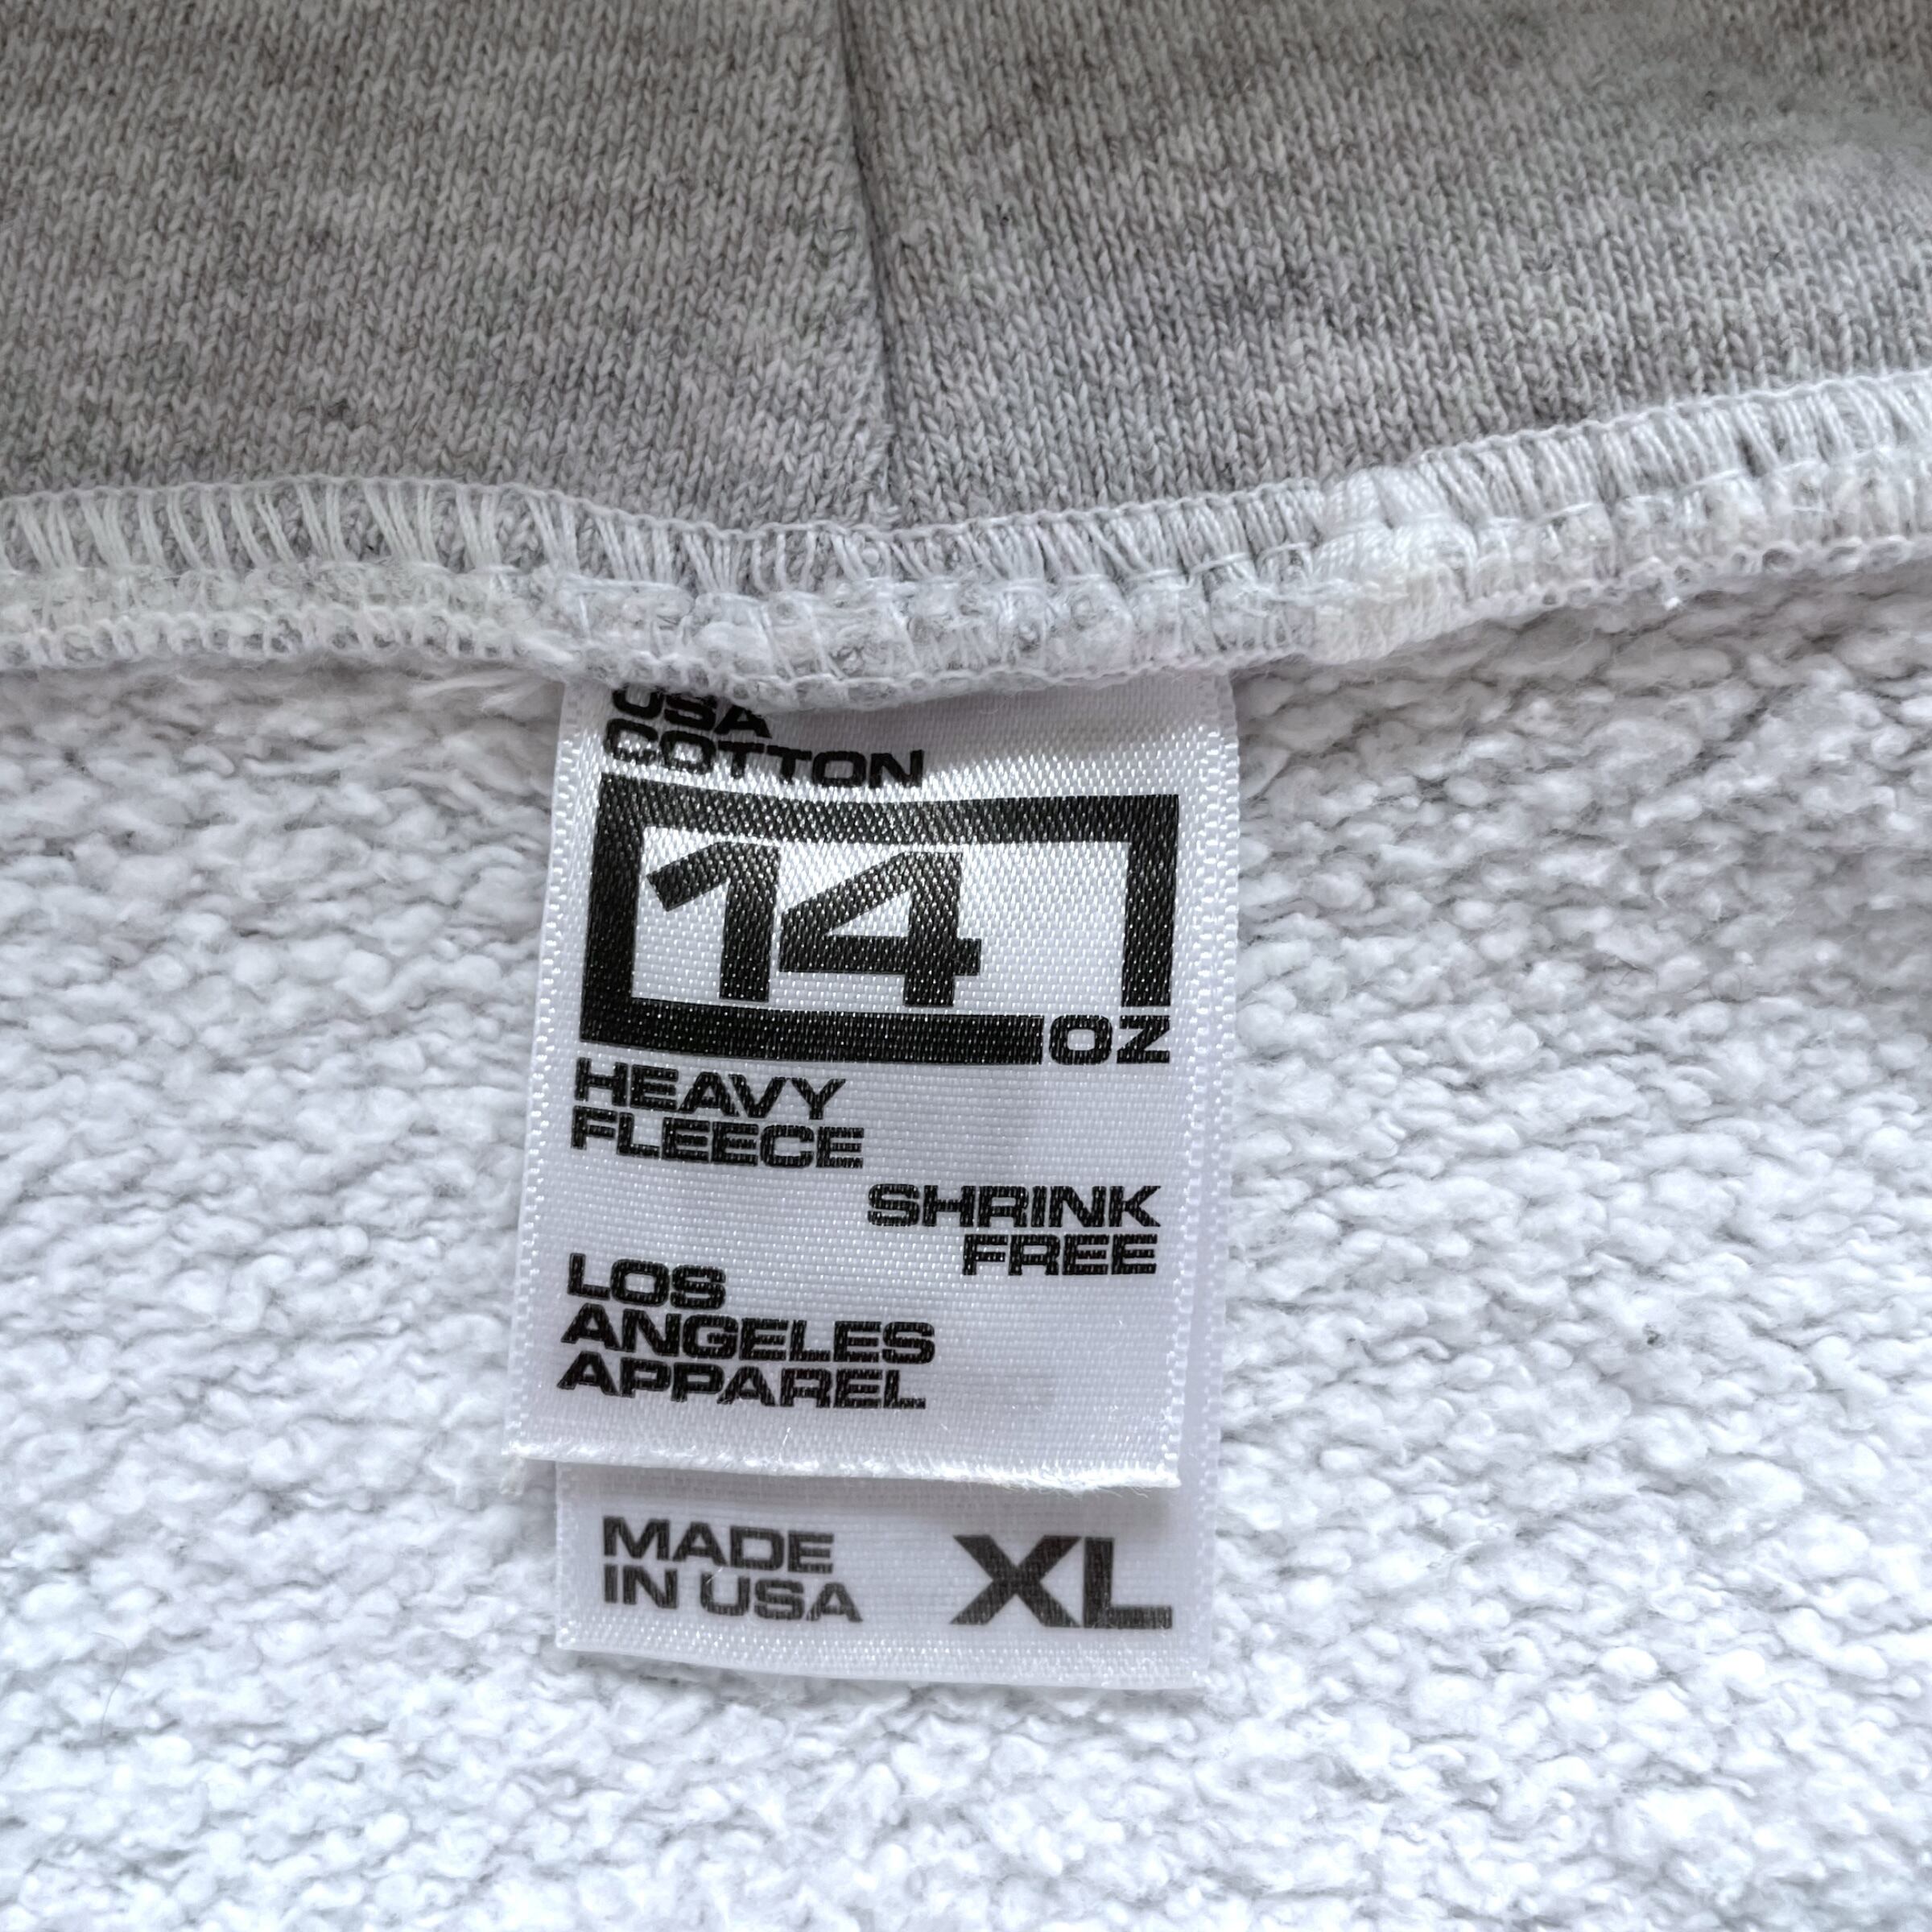 USA
COTTON
14
OZ
HEAVY
FLEECE
SHRINK
FREE
LOS
ANGELES
APPAREL
MADE
IN USA
XL